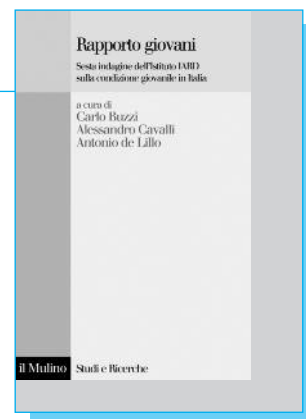 Rapporto giovani
Sesta indagine dell'Istituto IARD
sulla condizione giovanile in Italia
a cura di
Carlo Buzzi
Alessandro Cavalli
Antonio de Lillo
il Mulino Studi e Ricerche